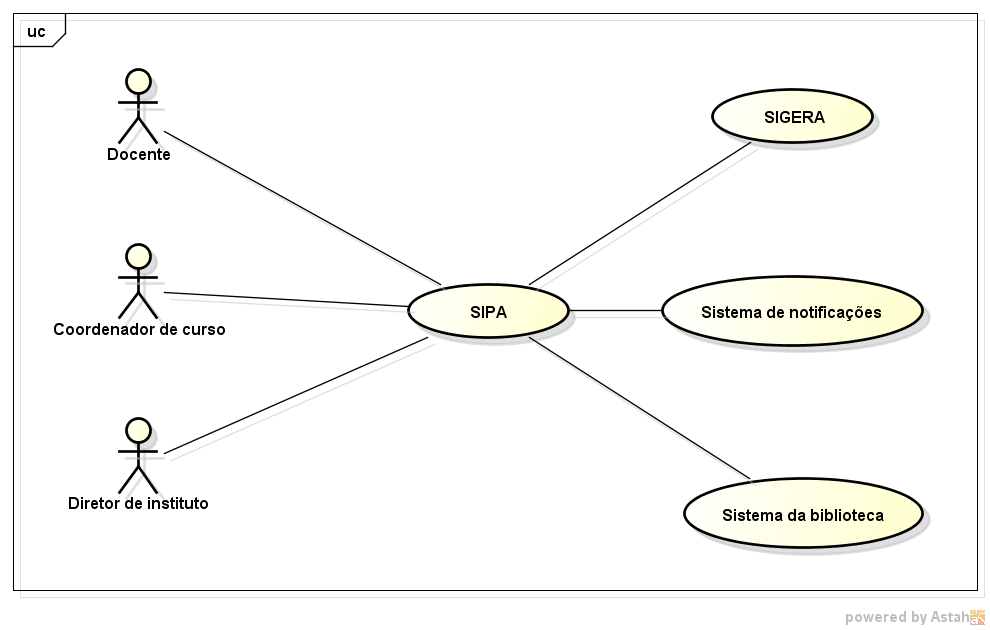 uc
Docente
SIGERA
Coordenador de curso
SIPA
Sistema de notificações
Diretor de instituto
Sistema da biblioteca
powered by Astah